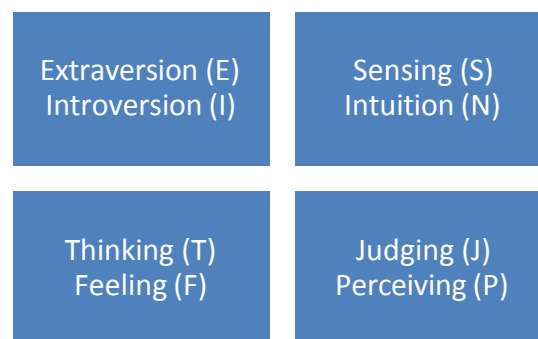 Extraversion (E)
Introversion (I)
Sensing (S)
Intuition (N)
Thinking (T)
Feeling (F)
Judging (J)
Perceiving (P)